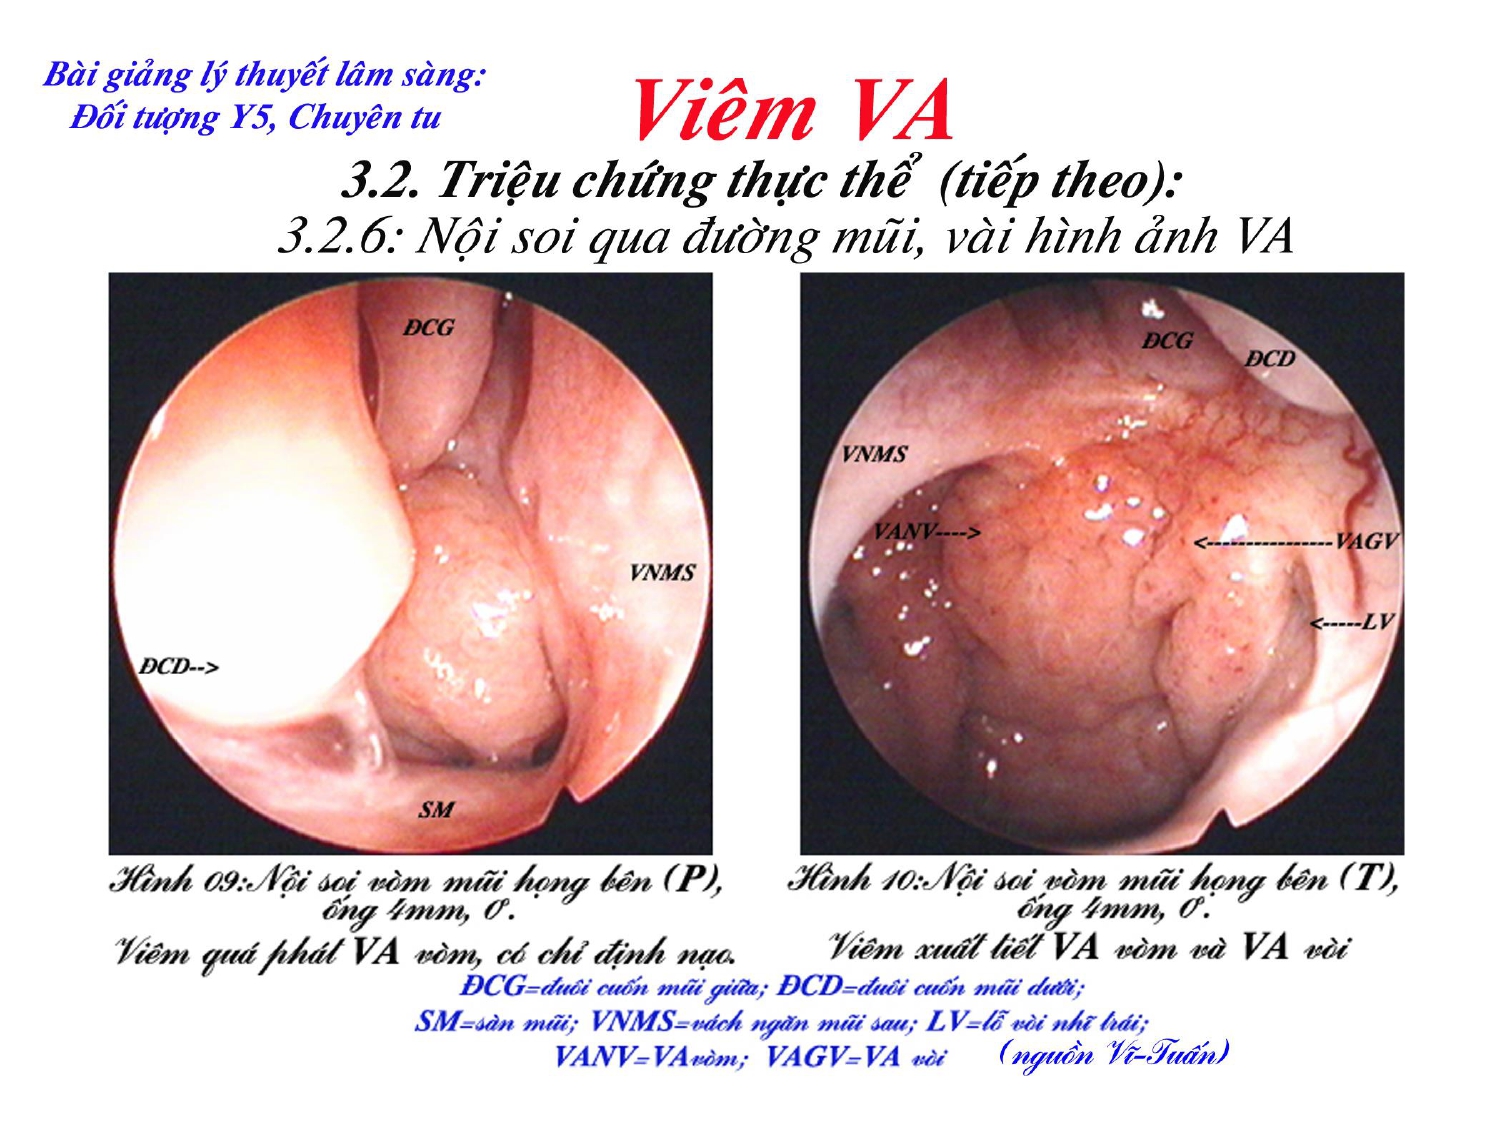 Bài giảng lý thuyết lâm sàng:
Đối tượng Y5, Chuyên tu
Viêm VA
3.2. Triệu chứng thực thể (tiếp theo):
3.2.6: Nội soi qua đường mũi, vài hình ảnh VA
ĐCG
VNMS
ĐCD-->
SM
ĐCG
ĐCD
VNMS
VANV---->
<----------------VAGV
<-----LV
Hình 09:Nội soi vòm mũi họng bên (P),
ống 4mm, 0°.
Viêm quá phát VA vòm, có chỉ định nạo.
Hình 10:Nội soi vòm mũi họng bên (T),
ống 4mm, 0°.
Viêm xuất tiết VA vòm và VA vòi
ĐCG=đuôi cuốn mũi giữa; ĐCD=đuôi cuốn mũi dưới;
SM=sàn mũi; VNMS=vách ngăn mũi sau; LV=lỗ vòi nhĩ trái;
VANV=VAvòm; VAGV=VA vòi (nguồn Vĩ-Tuấn)